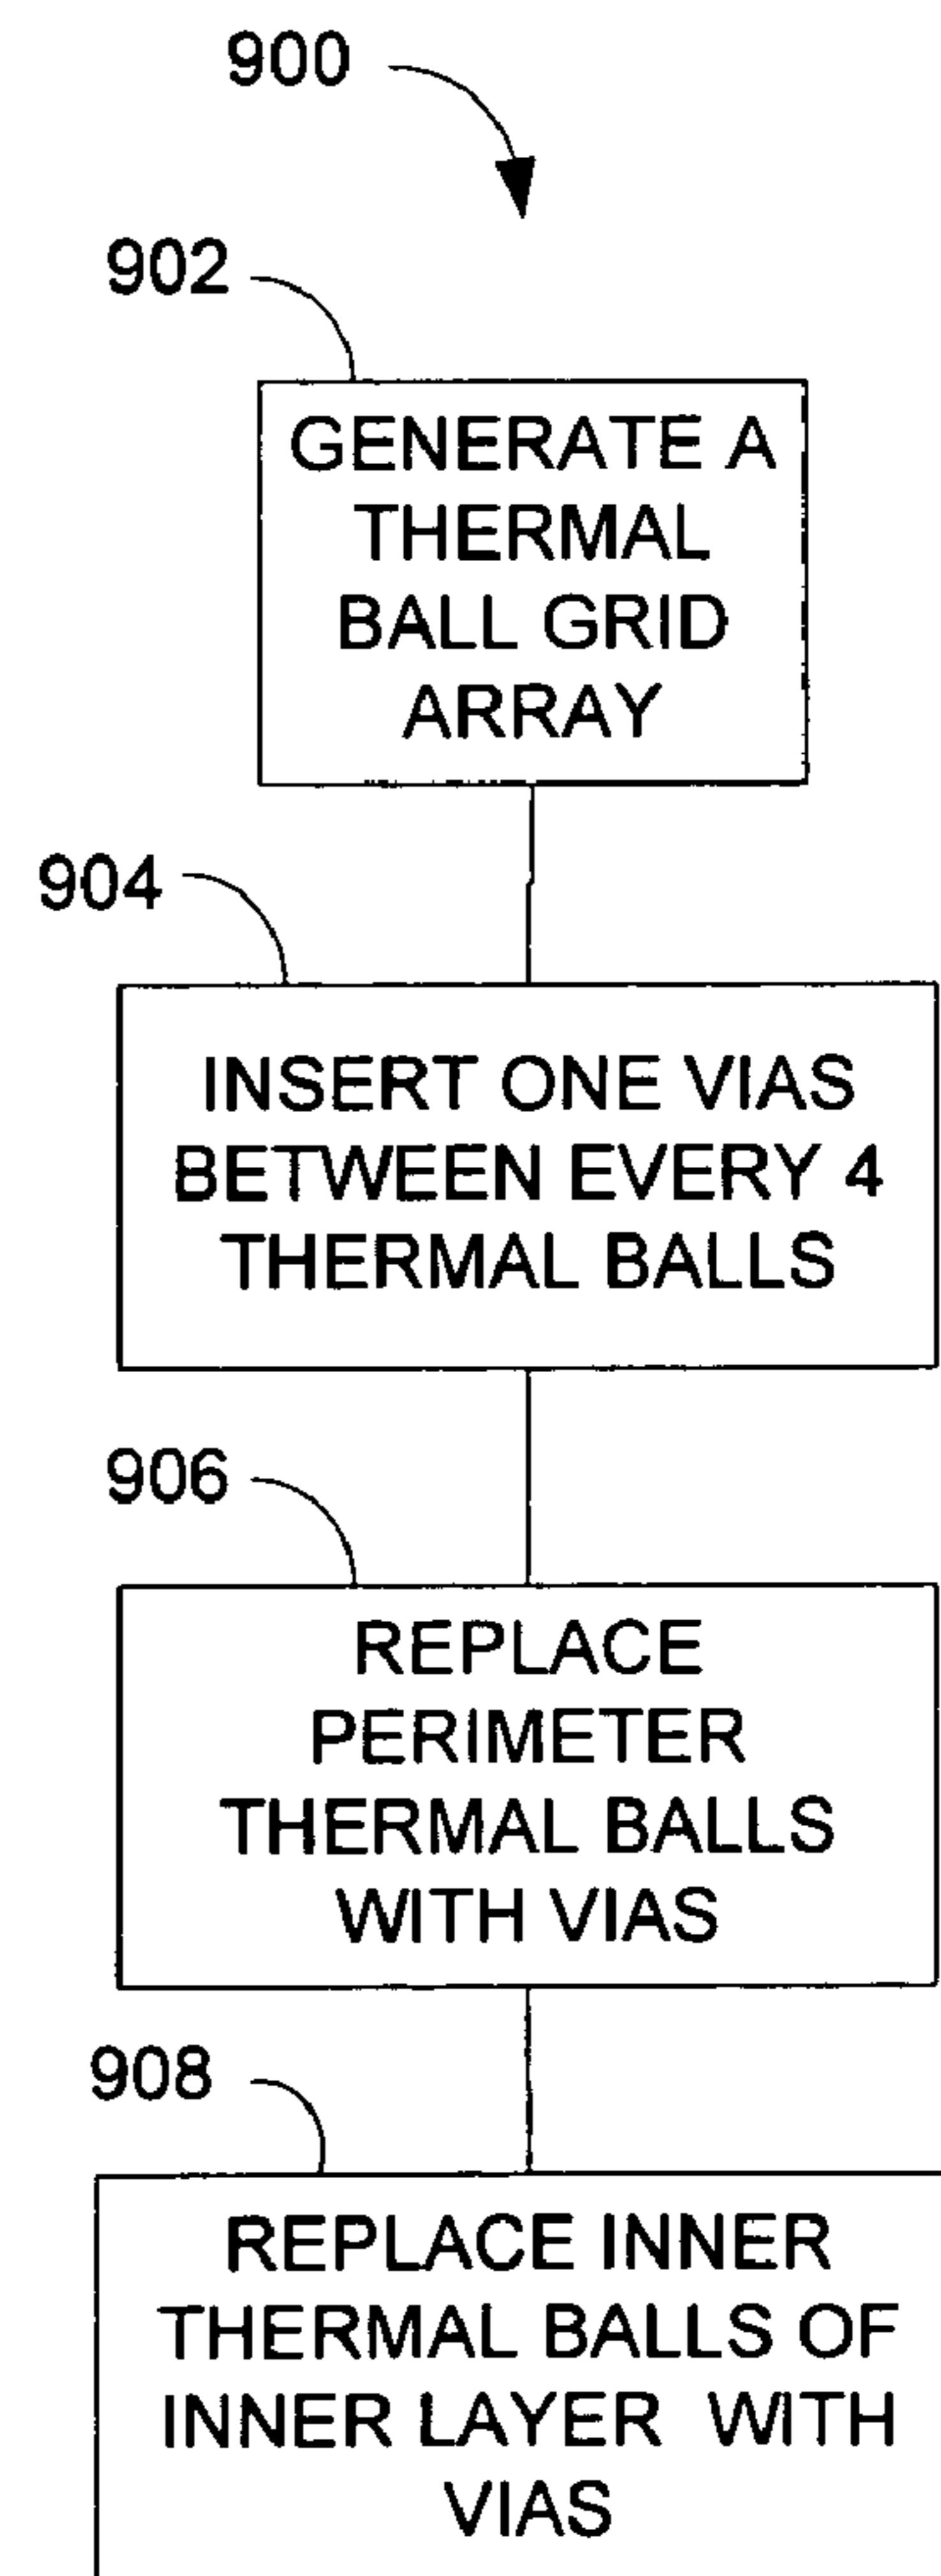 900
902
GENERATE A
THERMAL
BALL GRID
ARRAY
904
INSERT ONE VIAS
BETWEEN EVERY 4
THERMAL BALLS
906
REPLACE
PERIMETER
THERMAL BALLS
WITH VIAS
908
REPLACE INNER
THERMAL BALLS OF
INNER LAYER WITH
VIAS